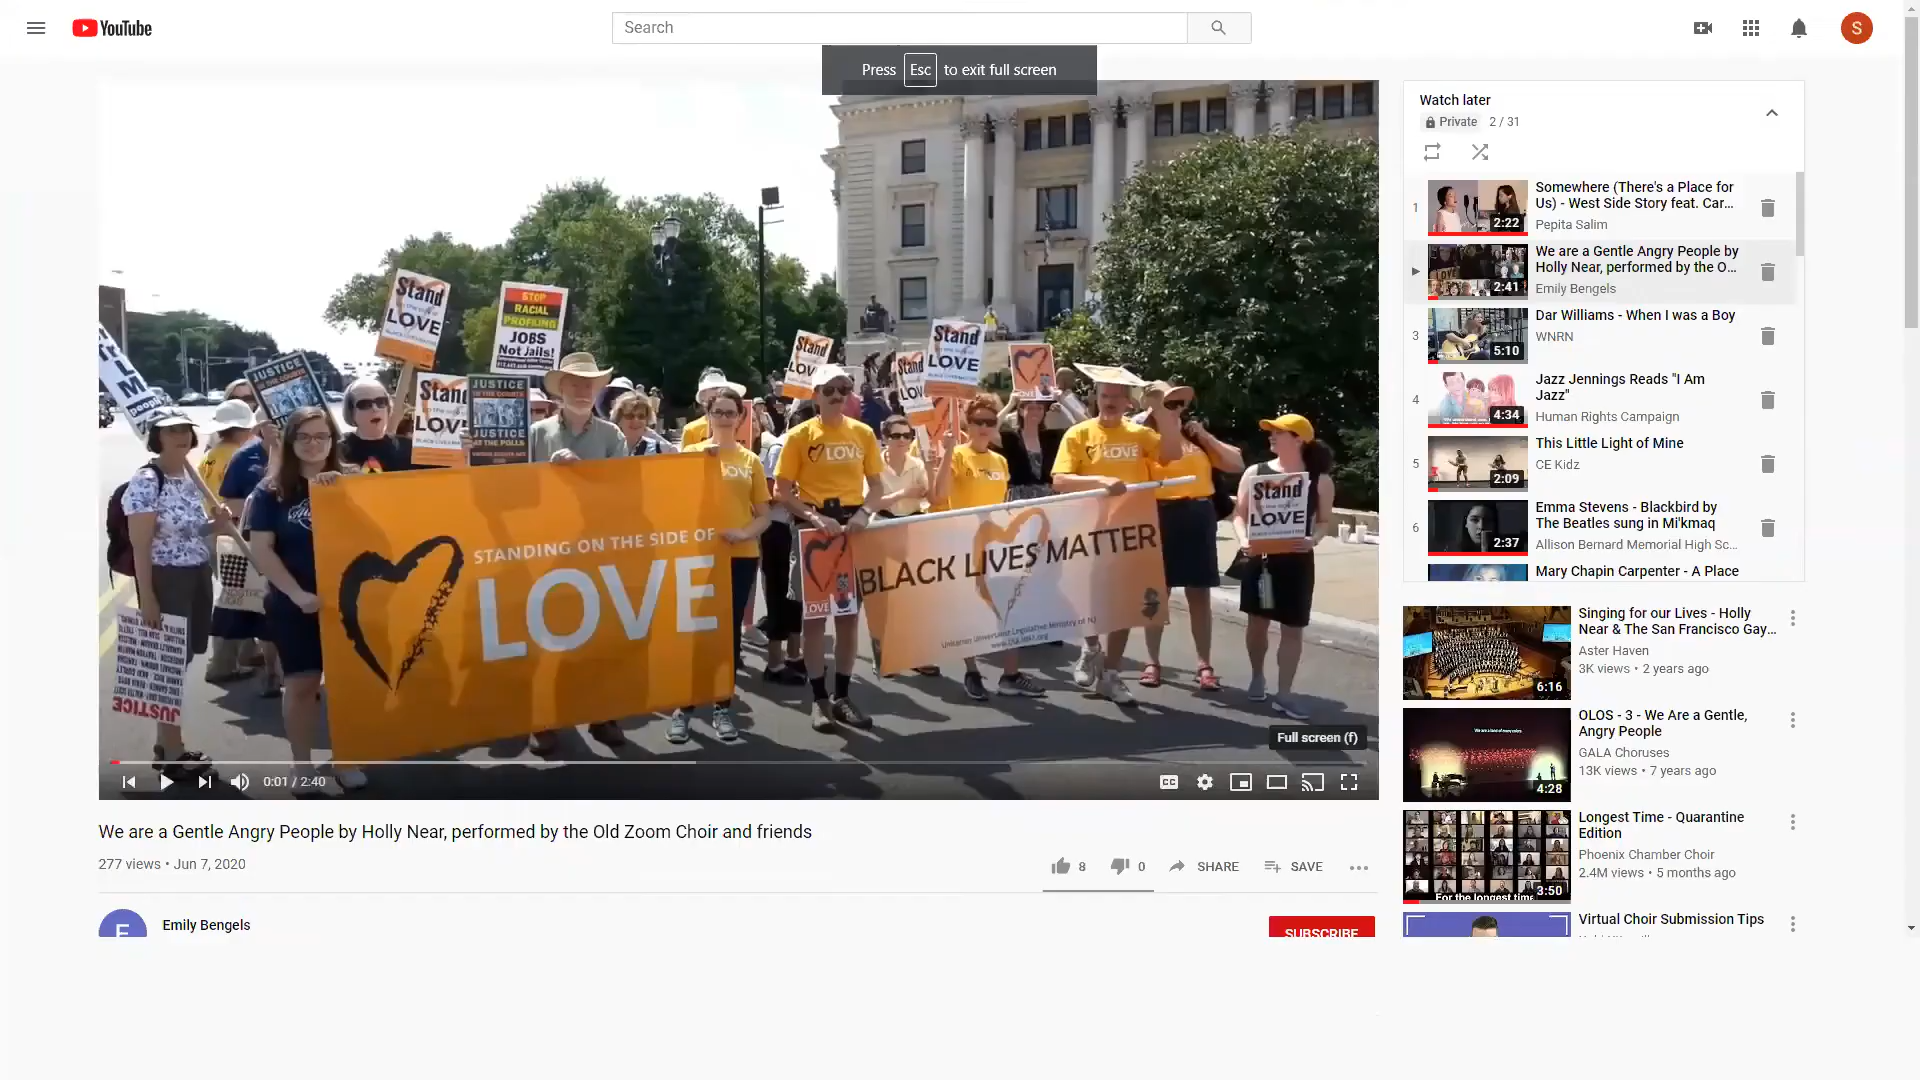 YouTube
Search
S
Press Esc to exit full screen
Stand
LOVE
STOP
RACIAL
PROFILING
JOBS
Not Jails!
Stand
LOVE
Stand
LOVE
JUSTICE
JUSTICE
JUSTICE
AT THE POLLS
Stand
LOVE
LOVE
STANDING ON THE SIDE OF
LOVE
BLACK LIVES MATTER
LOVE
Stand
LOVE
JUSTICE
Full screen (f)
0:01 / 2:40
CC
We are a Gentle Angry People by Holly Near, performed by the Old Zoom Choir and friends
277 views • Jun 7, 2020
8
0
SHARE
SAVE
E
Emily Bengels
SUBSCRIBE
Watch later
Private 2 / 31
1
2:22
Somewhere (There's a Place for
Us) - West Side Story feat. Car...
Pepita Salim
2:41
We are a Gentle Angry People by
Holly Near, performed by the O...
Emily Bengels
3
5:10
Dar Williams - When I was a Boy
WNRN
4
4:34
Jazz Jennings Reads "I Am
Jazz"
Human Rights Campaign
5
2:09
This Little Light of Mine
CE Kidz
6
2:37
Emma Stevens - Blackbird by
The Beatles sung in Mi'kmaq
Allison Bernard Memorial High Sc...
Mary Chapin Carpenter - A Place
6:16
Singing for our Lives - Holly
Near & The San Francisco Gay...
Aster Haven
3K views • 2 years ago
4:28
OLOS - 3 - We Are a Gentle,
Angry People
GALA Choruses
13K views • 7 years ago
For the longest time
3:50
Longest Time - Quarantine
Edition
Phoenix Chamber Choir
2.4M views • 5 months ago
Virtual Choir Submission Tips